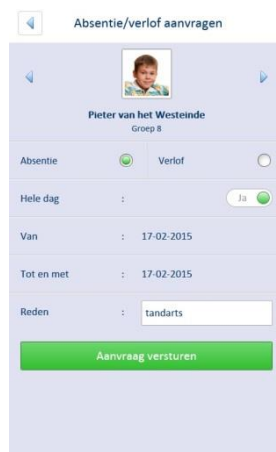 Absentie/verlof aanvragen
Pieter van het Westeinde
Groep 8
Absentie Verlof
Hele dag : Ja
Van : 17-02-2015
Tot en met : 17-02-2015
Reden : tandarts
Aanvraag versturen